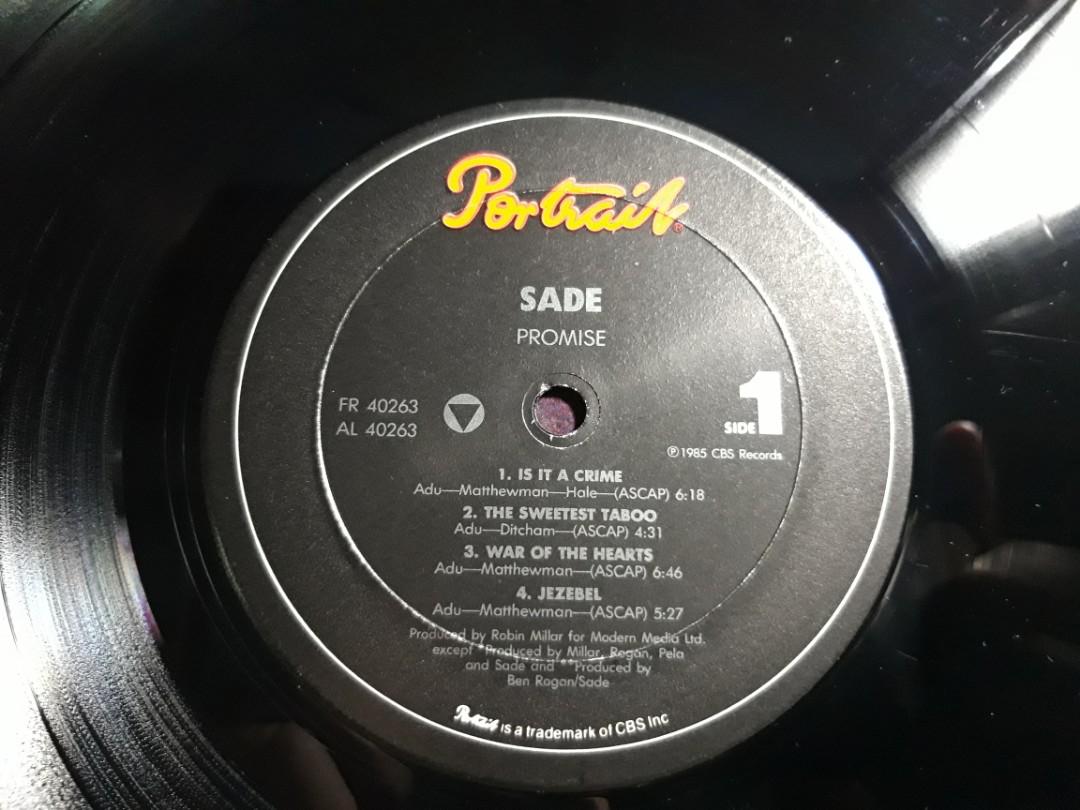 Portrait®
SADE
PROMISE
FR 40263
AL 40263
SIDE 1
℗1985 CBS Records
1. IS IT A CRIME
Adu—Matthewman—Hale—(ASCAP) 6:18
2. THE SWEETEST TABOO
Adu—Ditcham—(ASCAP) 4:31
3. WAR OF THE HEARTS
Adu—Matthewman—(ASCAP) 6:46
4. JEZEBEL
Adu—Matthewman—(ASCAP) 5:27
Produced by Robin Millar for Modern Media Ltd.
except *Produced by Millar, Rogan, Pela
and Sade and **Produced by
Ben Rogan/Sade
Portrait is a trademark of CBS Inc